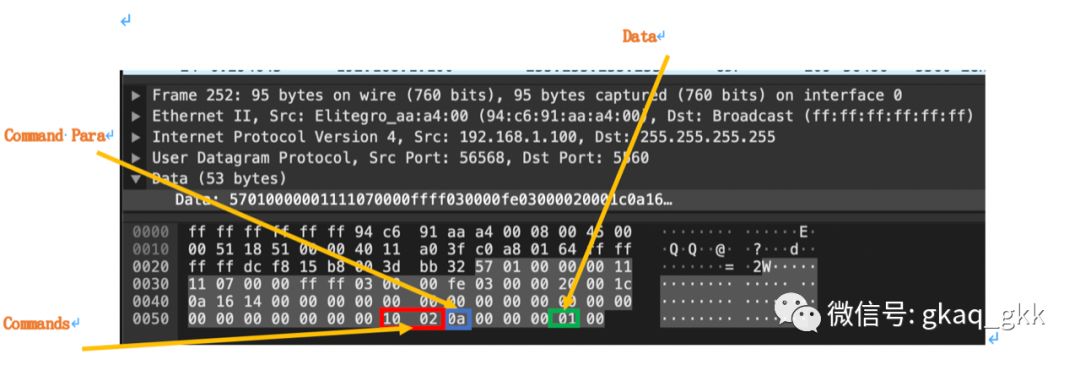 Data
Command Para
Frame 252: 95 bytes on wire (760 bits), 95 bytes captured (760 bits) on interface 0
Ethernet II, Src: Elitegro_aa:a4:00 (94:c6:91:aa:a4:00), Dst: Broadcast (ff:ff:ff:ff:ff:ff)
Internet Protocol Version 4, Src: 192.168.1.100, Dst: 255.255.255.255
User Datagram Protocol, Src Port: 56568, Dst Port: 5560
Data (53 bytes)
Data: 57010000001111070000ffff030000fe03000020001c0a16…
0000 ff ff ff ff ff ff 94 c6 91 aa a4 00 08 00 45 00 ··············E·
0010 00 51 18 51 00 00 40 11 a0 3f c0 a8 01 64 ff ff ·Q·Q··@··?···d··
0020 ff ff dc f8 15 b8 00 3d bb 32 57 01 00 00 00 11 ·······=·2W·····
0030 11 07 00 00 ff ff 03 00 00 fe 03 00 00 20 00 1c
0040 0a 16 14 00 00 00 00 00 00 00 00 00 00 00 00 00
0050 00 00 00 00 00 00 00 10 02 0a 00 00 00 01 00
Commands
微信号: gkaq_gkk